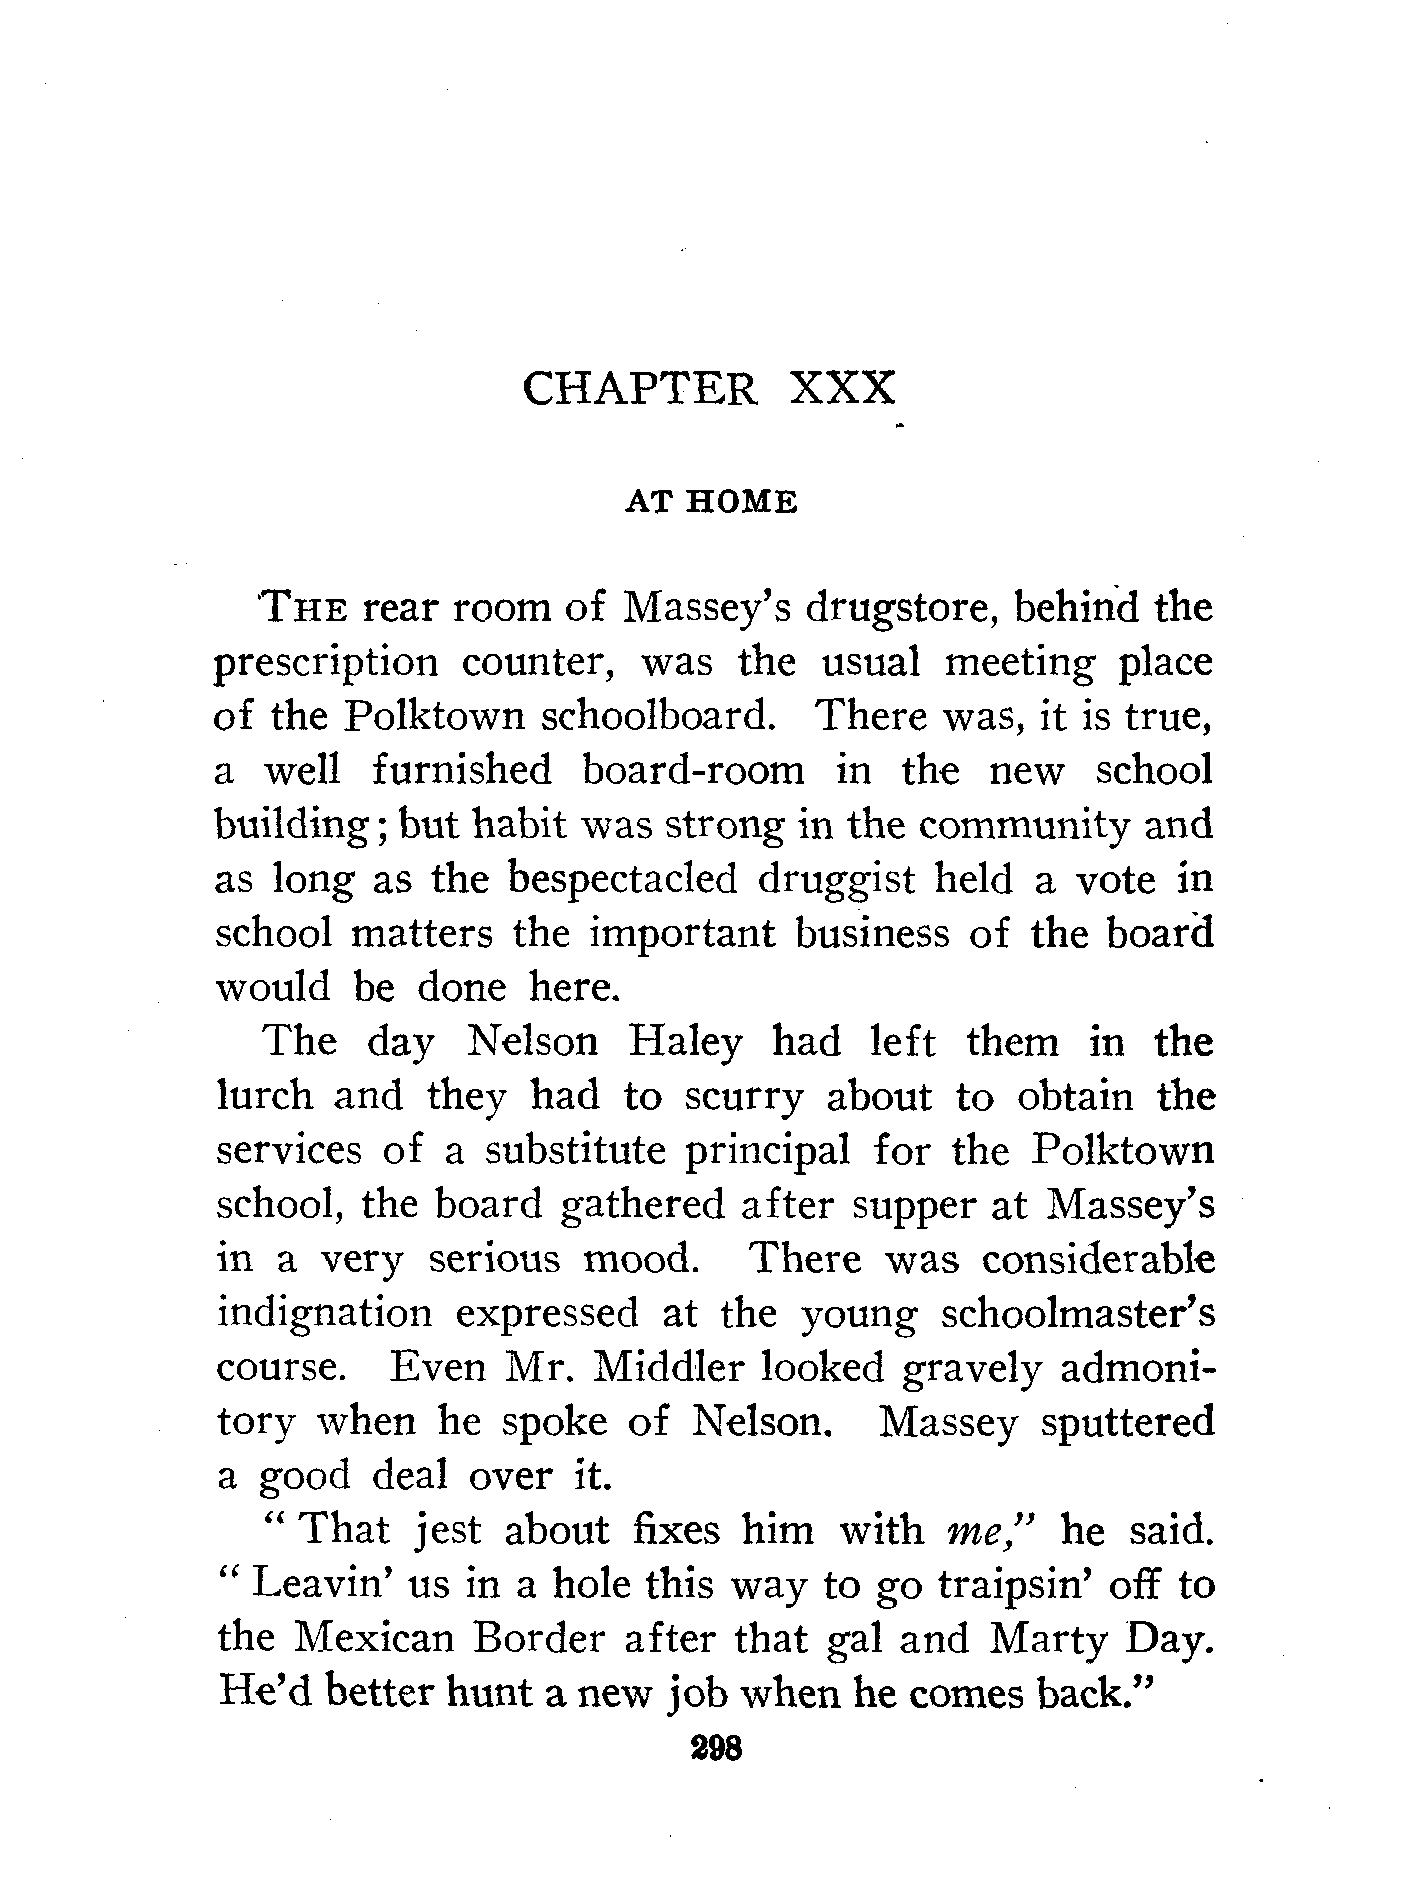 CHAPTER XXX
AT HOME
THE rear room of Massey's drugstore, behind the
prescription counter, was the usual meeting place
of the Polktown schoolboard. There was, it is true,
a well furnished board-room in the new school
building; but habit was strong in the community and
as long as the bespectacled druggist held a vote in
school matters the important business of the board
would be done here.
The day Nelson Haley had left them in the
lurch and they had to scurry about to obtain the
services of a substitute principal for the Polktown
school, the board gathered after supper at Massey's
in a very serious mood. There was considerable
indignation expressed at the young schoolmaster's
course. Even Mr. Middler looked gravely admoni-
tory when he spoke of Nelson. Massey sputtered
a good deal over it.
"That jest about fixes him with me," he said.
"Leavin' us in a hole this way to go traipsin' off to
the Mexican Border after that gal and Marty Day.
He'd better hunt a new job when he comes back."
298